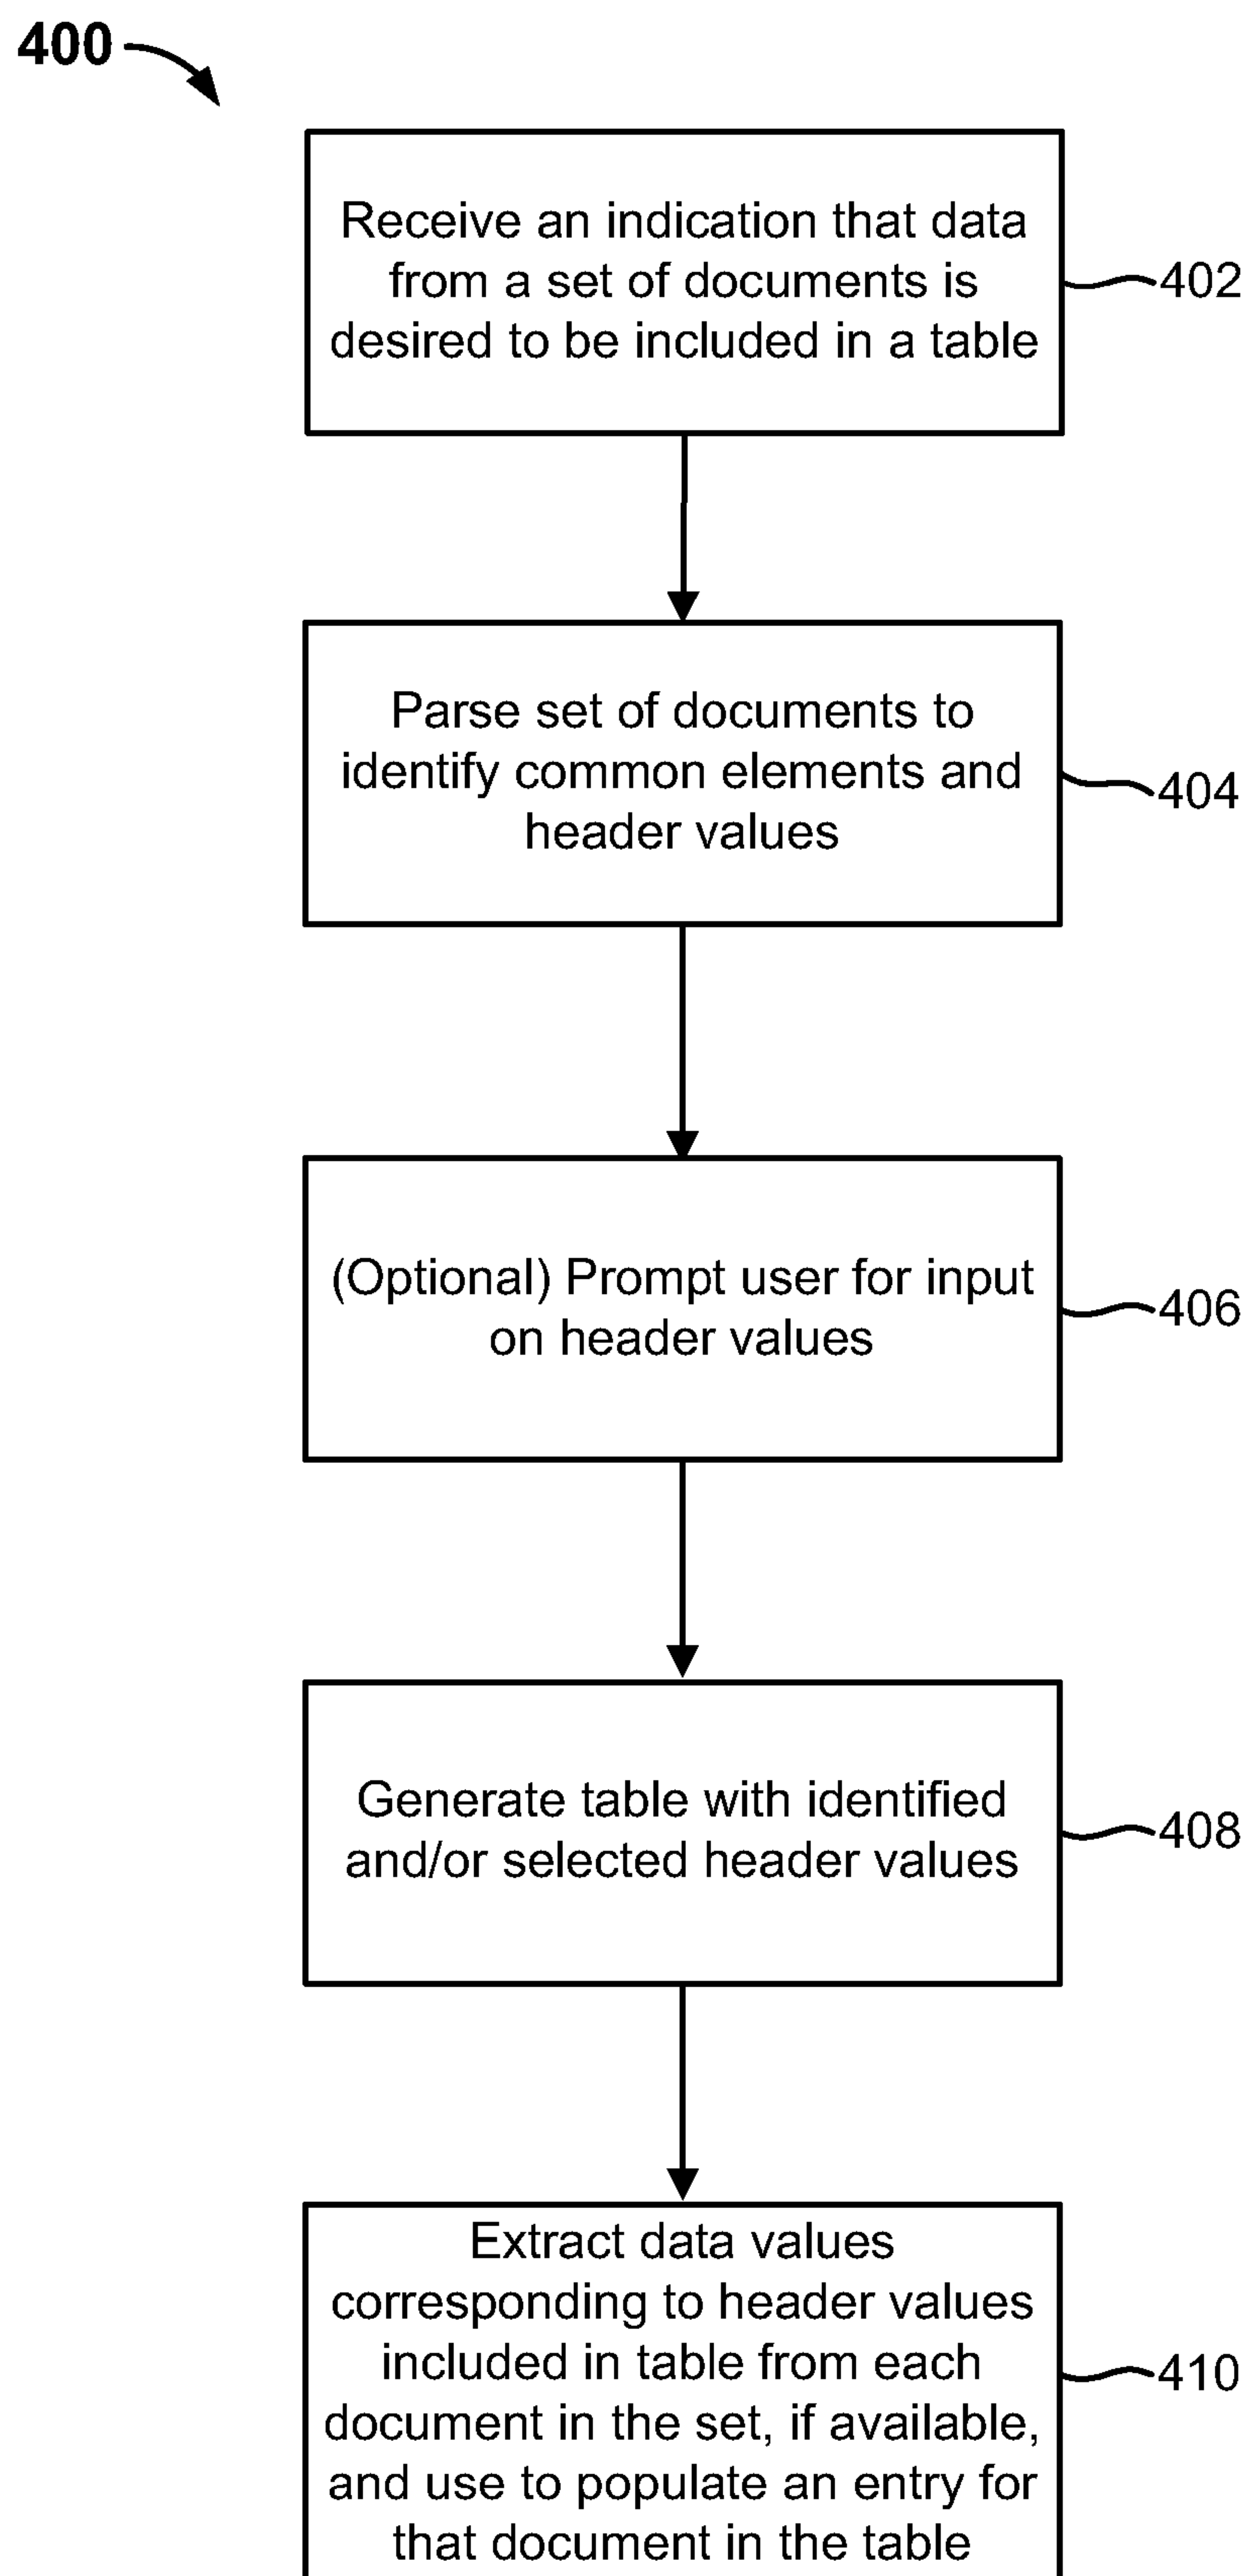 400
Receive an indication that data
from a set of documents is
desired to be included in a table
402
Parse set of documents to
identify common elements and
header values
404
(Optional) Prompt user for input
on header values
406
Generate table with identified
and/or selected header values
408
Extract data values
corresponding to header values
included in table from each
document in the set, if available,
and use to populate an entry for
that document in the table
410